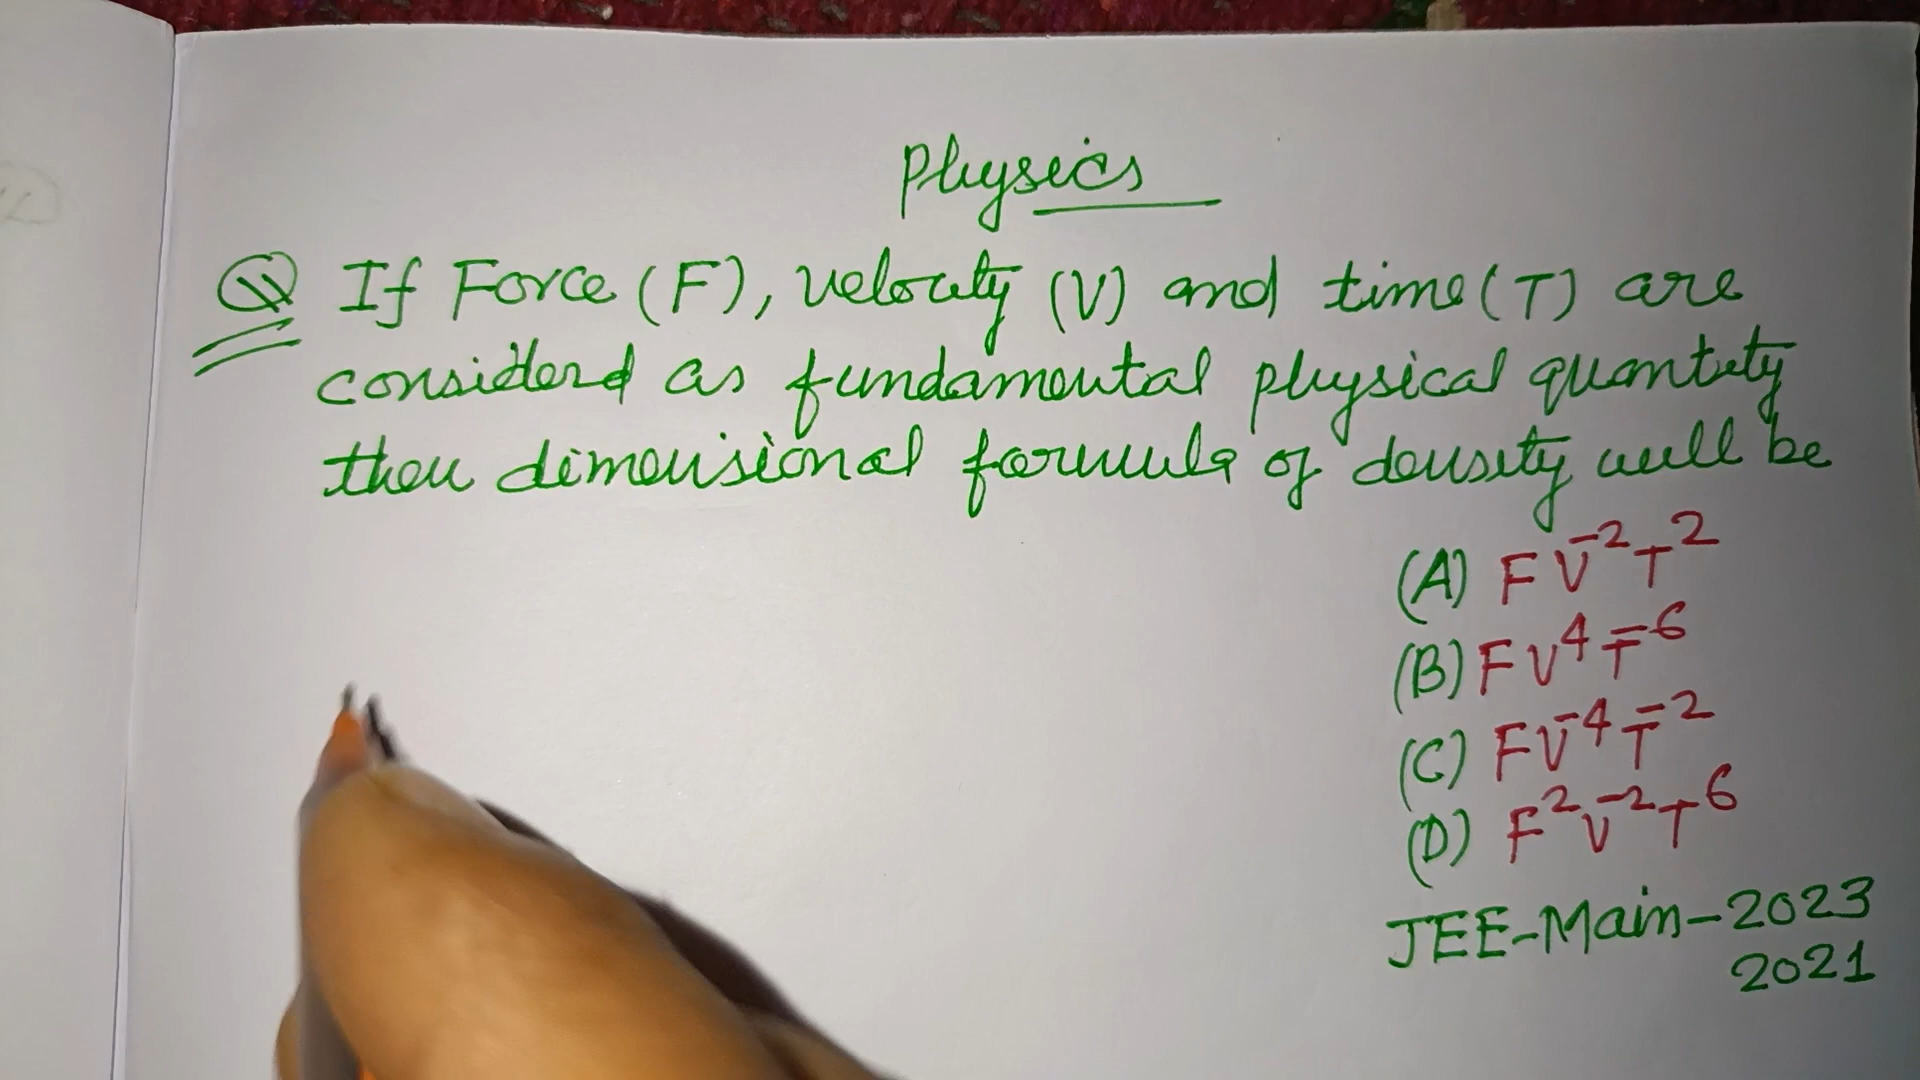 Physics
Q If Force (F), velocity (V) and time (T) are
considerd as fundamental physical quantity
then dimensional formula of density will be
(A) FV⁻²T²
(B) FV⁴T⁻⁶
(C) FV⁻⁴T⁻²
(D) F²V⁻²T⁶
JEE-Main-2023
2021